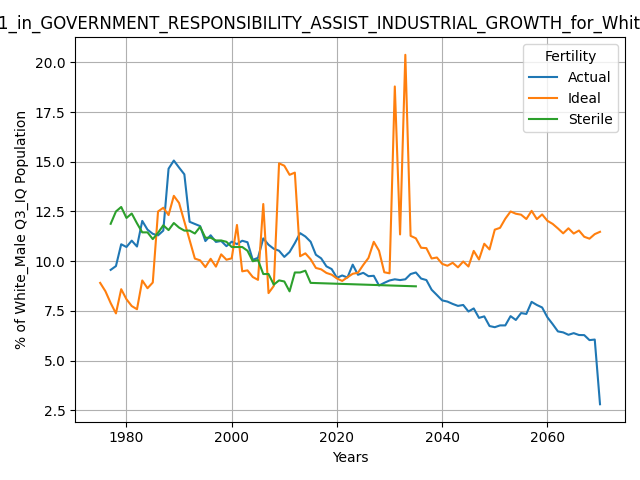 1_in_GOVERNMENT_RESPONSIBILITY_ASSIST_INDUSTRIAL_GROWTH_for_Whit
Fertility
Actual
Ideal
Sterile
% of White_Male Q3_IQ Population
20.0
17.5
15.0
12.5
10.0
7.5
5.0
2.5
1980 2000 2020 2040 2060
Years